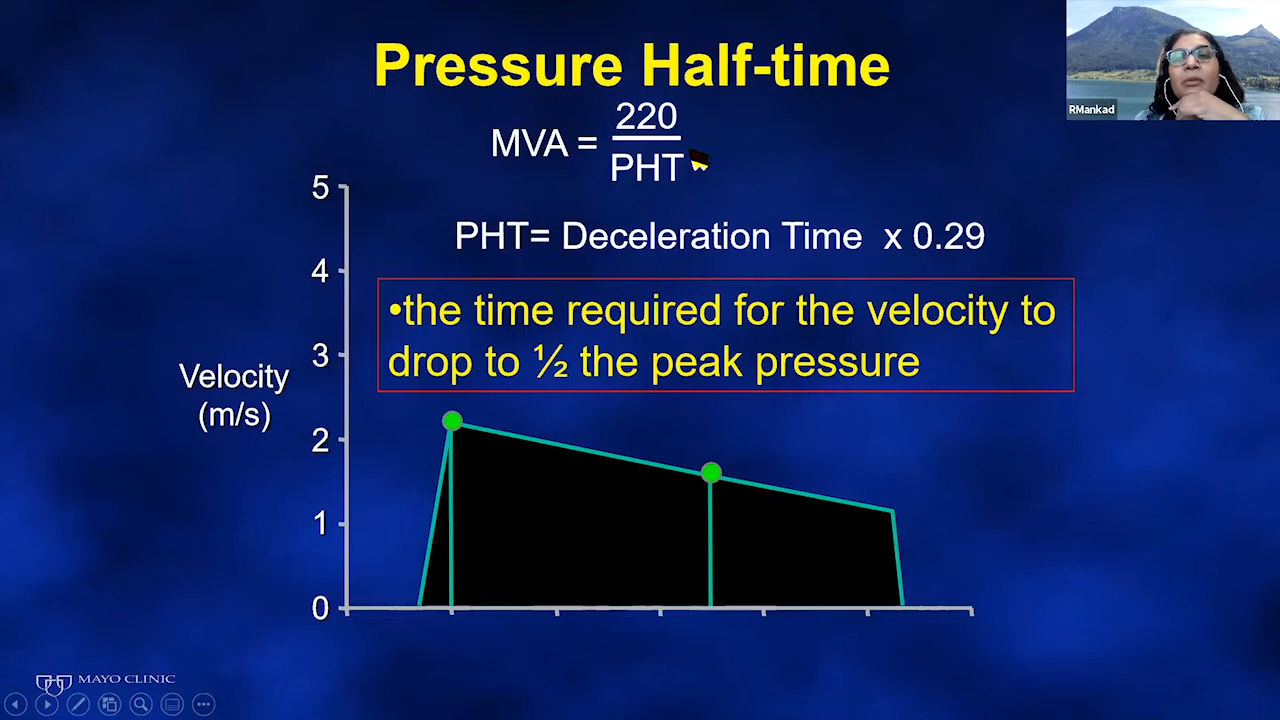 Pressure Half-time
RMankad
MVA = 220
PHT
5
PHT= Deceleration Time x 0.29
4
•the time required for the velocity to
drop to ½ the peak pressure
3
Velocity
(m/s)
2
1
0
MAYO CLINIC